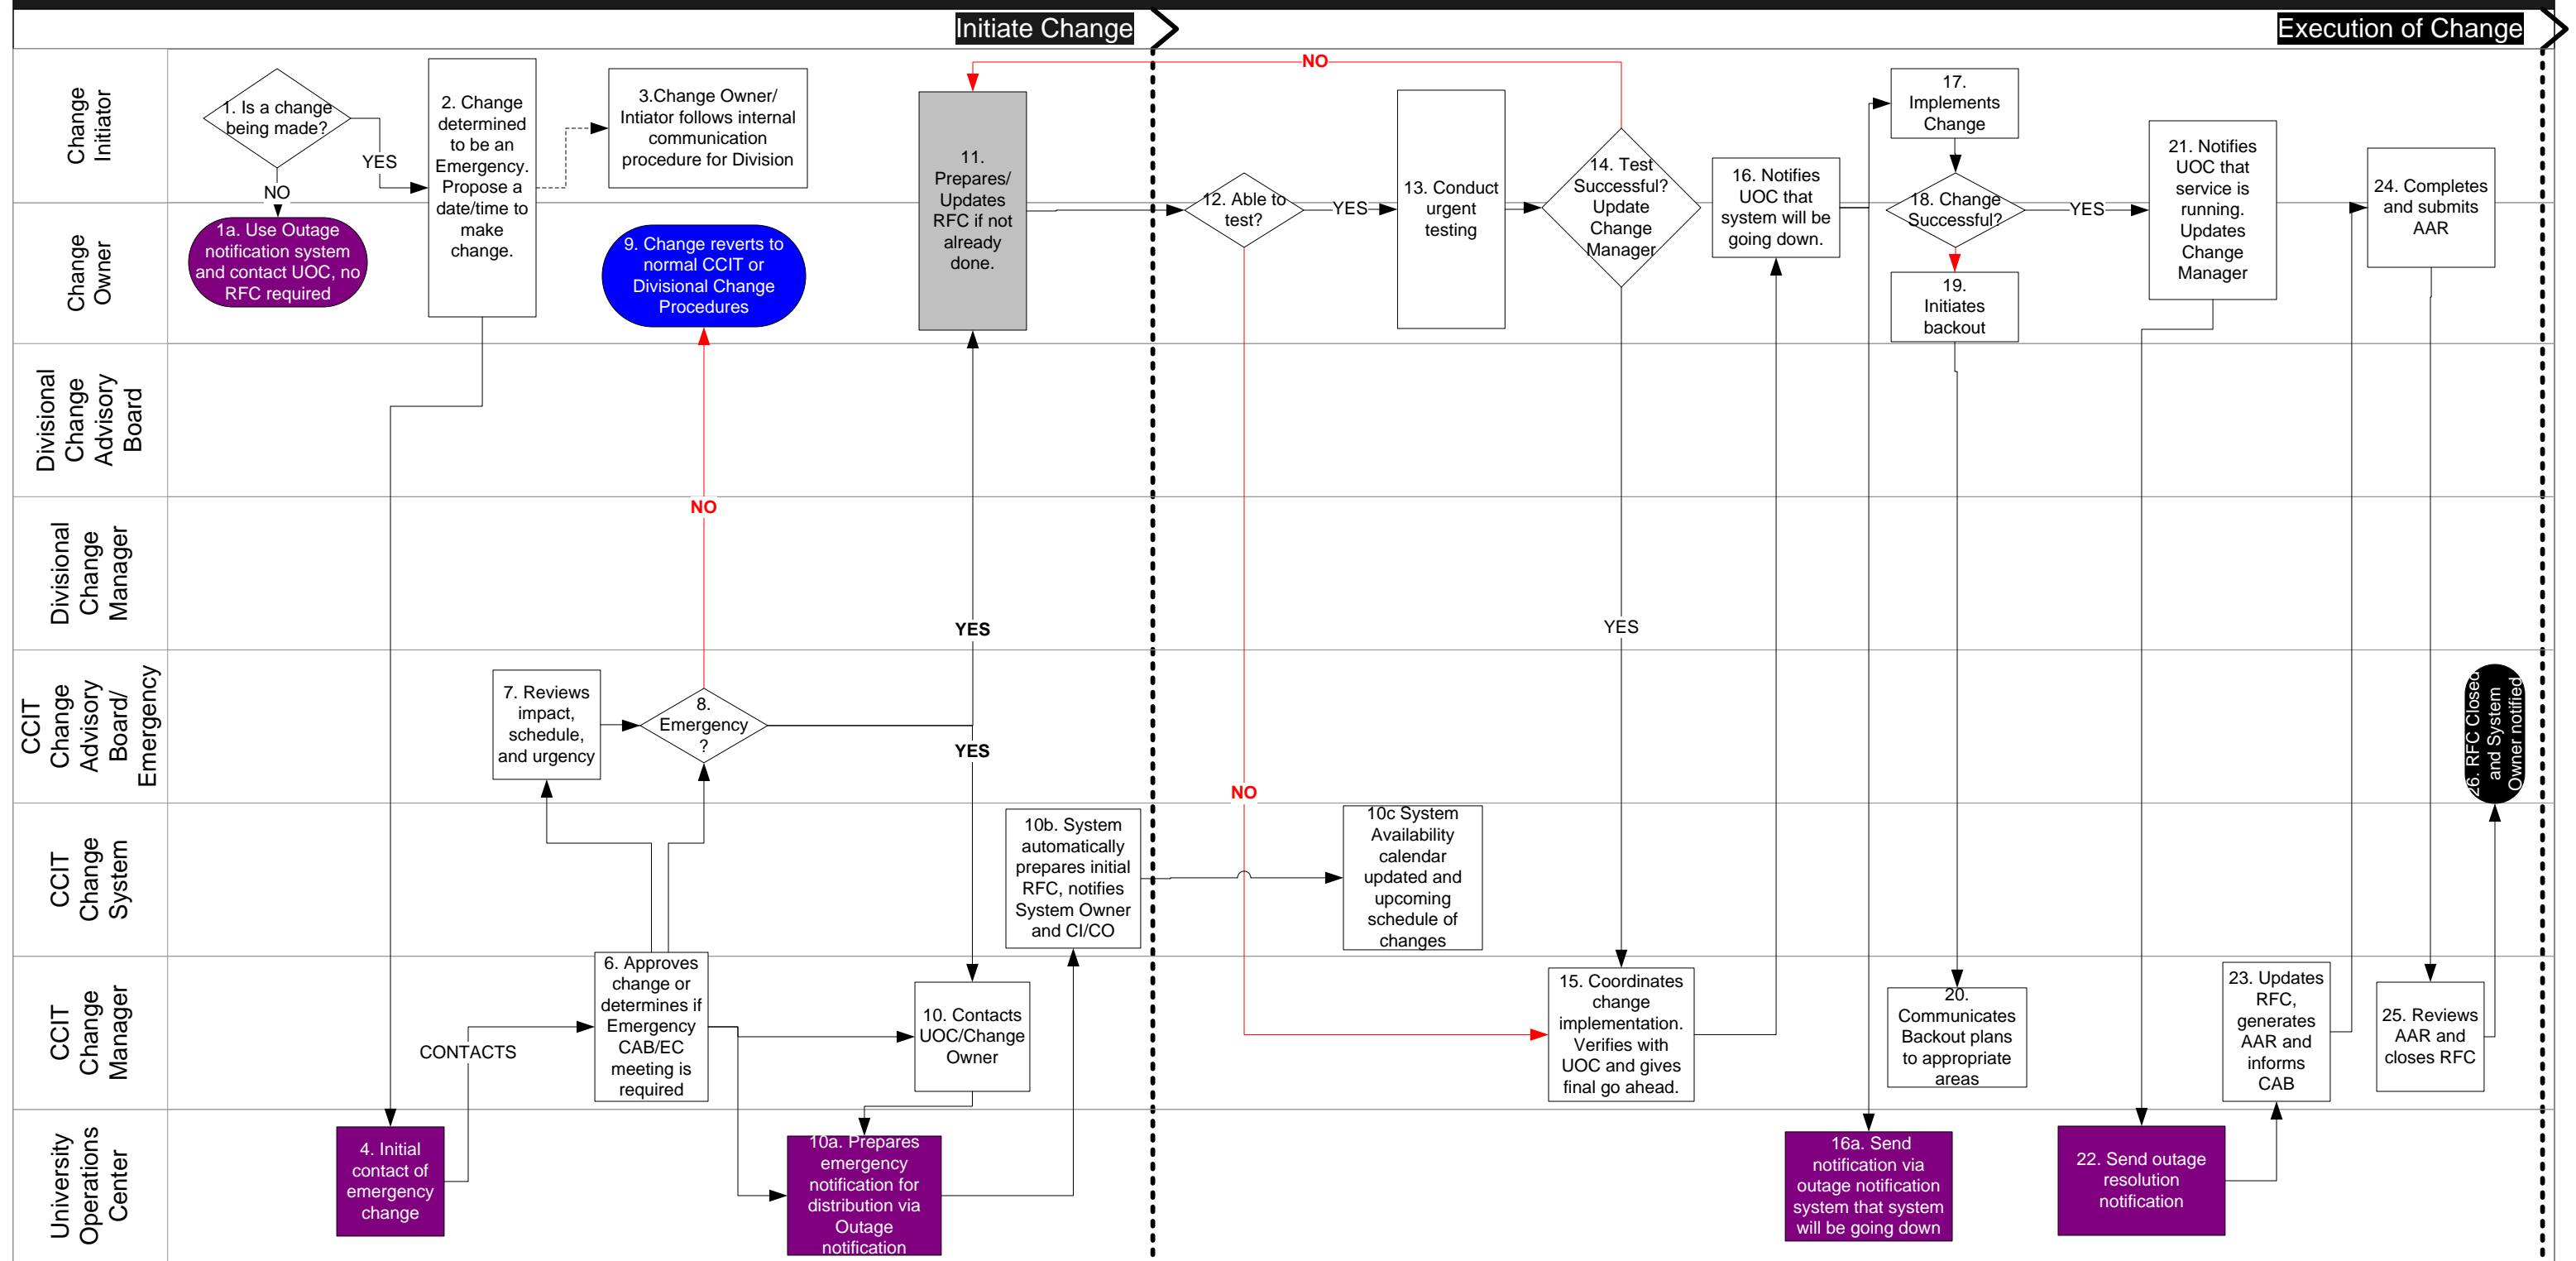 Initiate Change
Execution of Change
Change
Initiator
Change
Owner
Divisional
Change
Advisory
Board
Divisional
Change
Manager
CCIT
Change
Advisory
Board/
Emergency
CCIT
Change
System
CCIT
Change
Manager
University
Operations
Center
1. Is a change
being made?
YES
NO
1a. Use Outage
notification system
and contact UOC, no
RFC required
2. Change
determined
to be an
Emergency.
Propose a
date/time to
make
change.
3.Change Owner/
Intiator follows internal
communication
procedure for Division
4. Initial
contact of
emergency
change
CONTACTS
6. Approves
change or
determines if
Emergency
CAB/EC
meeting is
required
7. Reviews
impact,
schedule,
and urgency
8.
Emergency
?
NO
9. Change reverts to
normal CCIT or
Divisional Change
Procedures
YES
YES
10. Contacts
UOC/Change
Owner
10a. Prepares
emergency
notification for
distribution via
Outage
notification
10b. System
automatically
prepares initial
RFC, notifies
System Owner
and CI/CO
10c System
Availability
calendar
updated and
upcoming
schedule of
changes
11.
Prepares/
Updates
RFC if not
already
done.
12. Able to
test?
YES
NO
13. Conduct
urgent
testing
14. Test
Successful?
Update
Change
Manager
NO
YES
15. Coordinates
change
implementation.
Verifies with
UOC and gives
final go ahead.
16. Notifies
UOC that
system will be
going down.
16a. Send
notification via
outage notification
system that system
will be going down
17.
Implements
Change
18. Change
Successful?
YES
19.
Initiates
backout
20.
Communicates
Backout plans
to appropriate
areas
21. Notifies
UOC that
service is
running.
Updates
Change
Manager
22. Send outage
resolution
notification
23. Updates
RFC,
generates
AAR and
informs
CAB
24. Completes
and submits
AAR
25. Reviews
AAR and
closes RFC
26. RFC Closed
and System
Owner notified